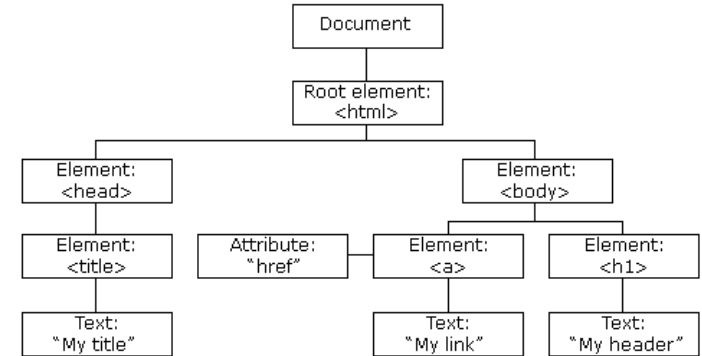 Document
Root element:
<html>
Element:
<head>
Element:
<body>
Element:
<title>
Attribute:
“href”
Element:
<a>
Element:
<h1>
Text:
“My title”
Text:
“My link”
Text:
“My header”